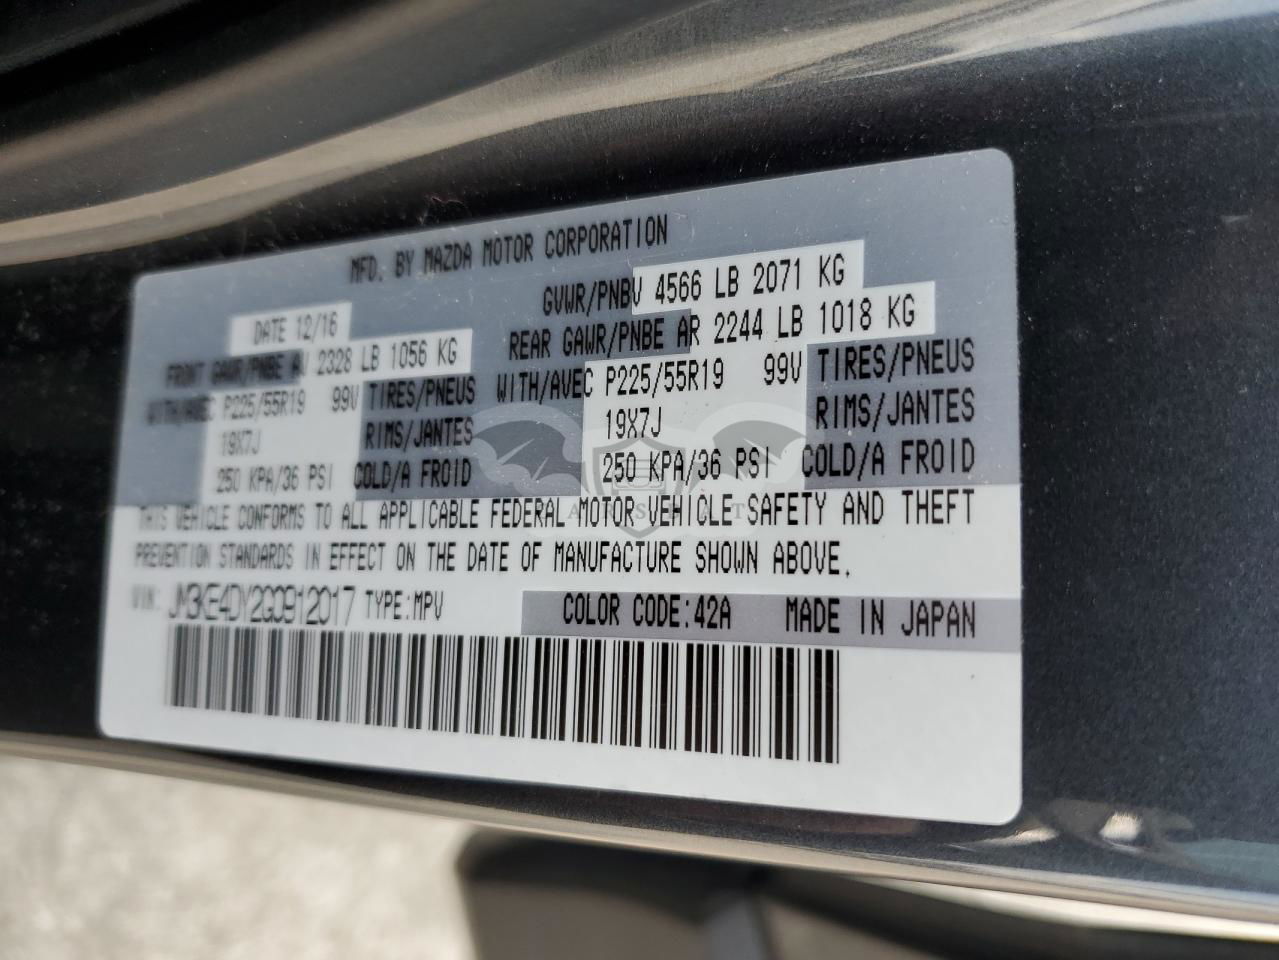 MFD. BY MAZDA MOTOR CORPORATION
DATE 12/16 GVWR/PNBV 4566 LB 2071 KG
FRONT GAWR/PNBE AV 2328 LB 1056 KG REAR GAWR/PNBE AR 2244 LB 1018 KG
WITH/AVEC P225/55R19 99V TIRES/PNEUS WITH/AVEC P225/55R19 99V TIRES/PNEUS
19X7J RIMS/JANTES 19X7J RIMS/JANTES
250 KPA/36 PSI COLD/A FROID 250 KPA/36 PSI COLD/A FROID
THIS VEHICLE CONFORMS TO ALL APPLICABLE FEDERAL MOTOR VEHICLE SAFETY AND THEFT
PREVENTION STANDARDS IN EFFECT ON THE DATE OF MANUFACTURE SHOWN ABOVE.
VIN: JM3KE4DY2G0912017 TYPE:MPV COLOR CODE:42A MADE IN JAPAN